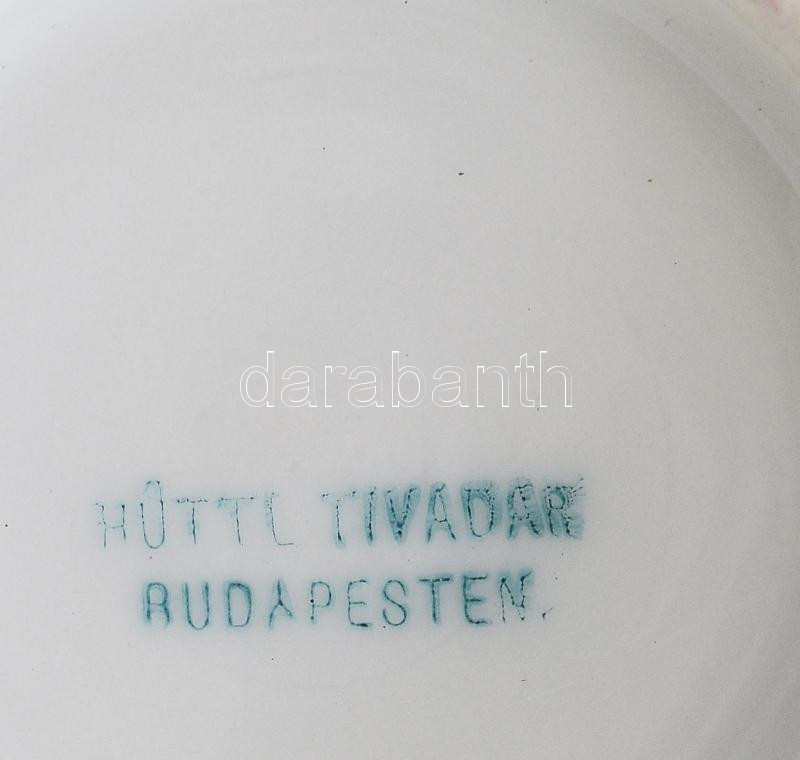 darabanth
HÜTTL TIVADAR
BUDAPESTEN.